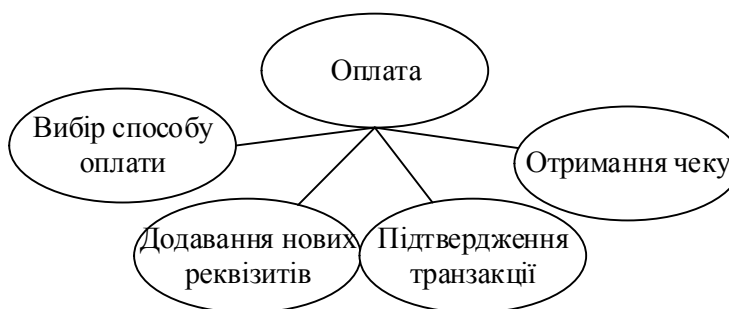 Оплата
Вибір способу
оплати
Отримання чеку
Додавання нових
реквізитів
Підтвердження
транзакції